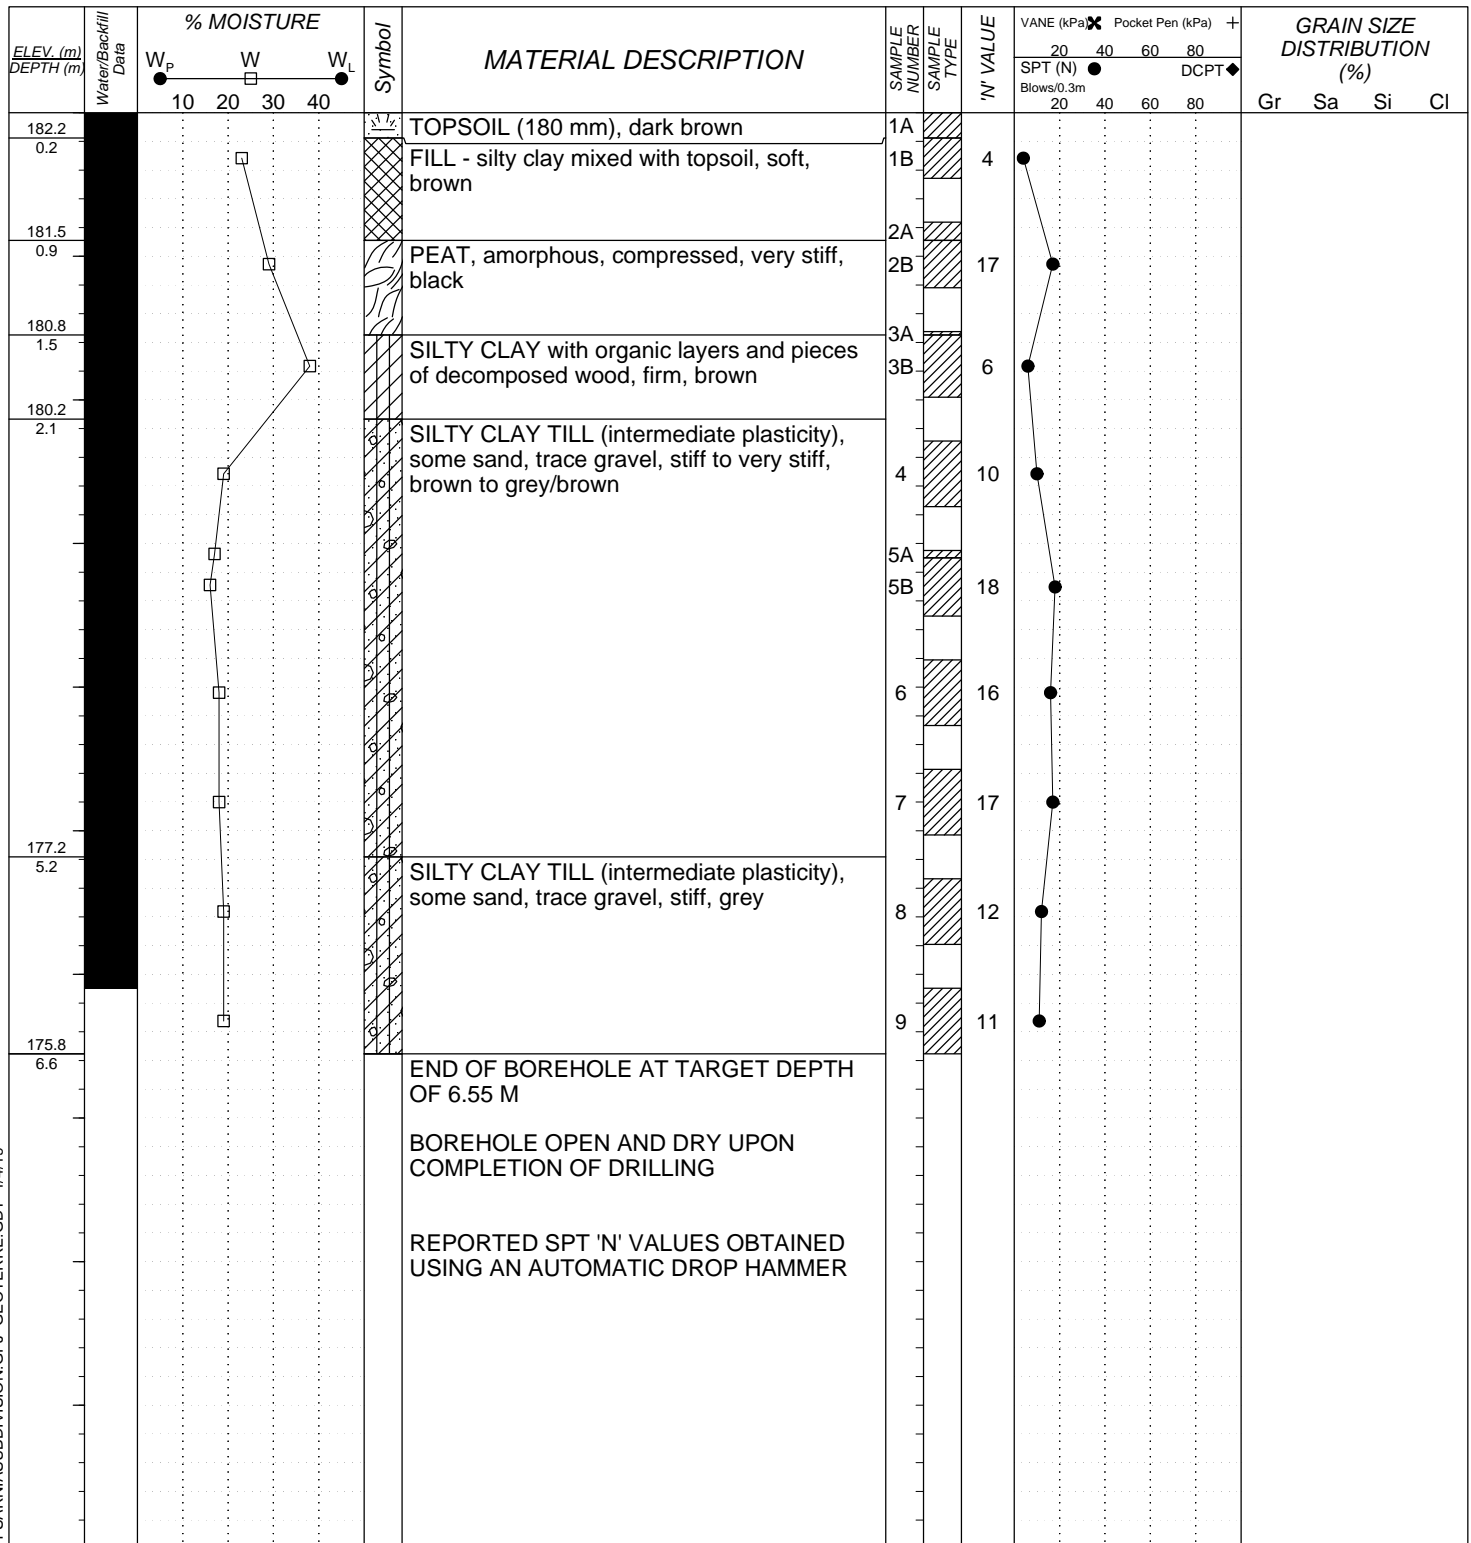 ELEV. (m)
DEPTH (m)
Water/Backfill
Data
% MOISTURE
WP W WL
10 20 30 40
Symbol
MATERIAL DESCRIPTION
SAMPLE
NUMBER
SAMPLE
TYPE
'N' VALUE
VANE (kPa) Pocket Pen (kPa)
20 40 60 80
SPT (N) DCPT
Blows/0.3m
20 40 60 80
GRAIN SIZE
DISTRIBUTION
(%)
Gr Sa Si Cl
182.2 TOPSOIL (180 mm), dark brown 1A
0.2 FILL - silty clay mixed with topsoil, soft, 1B 4
brown
181.5 2A
0.9 PEAT, amorphous, compressed, very stiff, 2B 17
black
180.8 3A
1.5 SILTY CLAY with organic layers and pieces 3B 6
of decomposed wood, firm, brown
180.2
2.1 SILTY CLAY TILL (intermediate plasticity),
some sand, trace gravel, stiff to very stiff, 4 10
brown to grey/brown
5A
5B 18
6 16
7 17
177.2
5.2 SILTY CLAY TILL (intermediate plasticity),
some sand, trace gravel, stiff, grey 8 12
9 11
175.8
6.6 END OF BOREHOLE AT TARGET DEPTH
OF 6.55 M
BOREHOLE OPEN AND DRY UPON
COMPLETION OF DRILLING
REPORTED SPT 'N' VALUES OBTAINED
USING AN AUTOMATIC DROP HAMMER